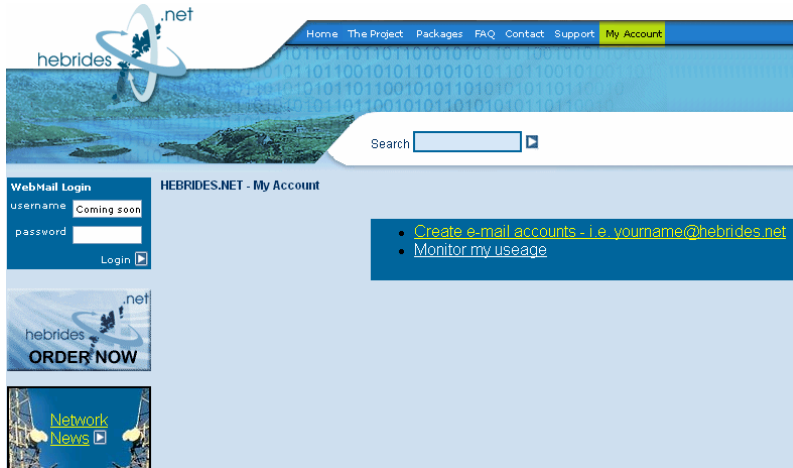 .net
hebrides
Home The Project Packages FAQ Contact Support My Account
Search
WebMail Login
username Coming soon
password
Login
HEBRIDES.NET - My Account
Create e-mail accounts - i.e. yourname@hebrides.net
Monitor my useage
.net
hebrides
ORDER NOW
Network
News